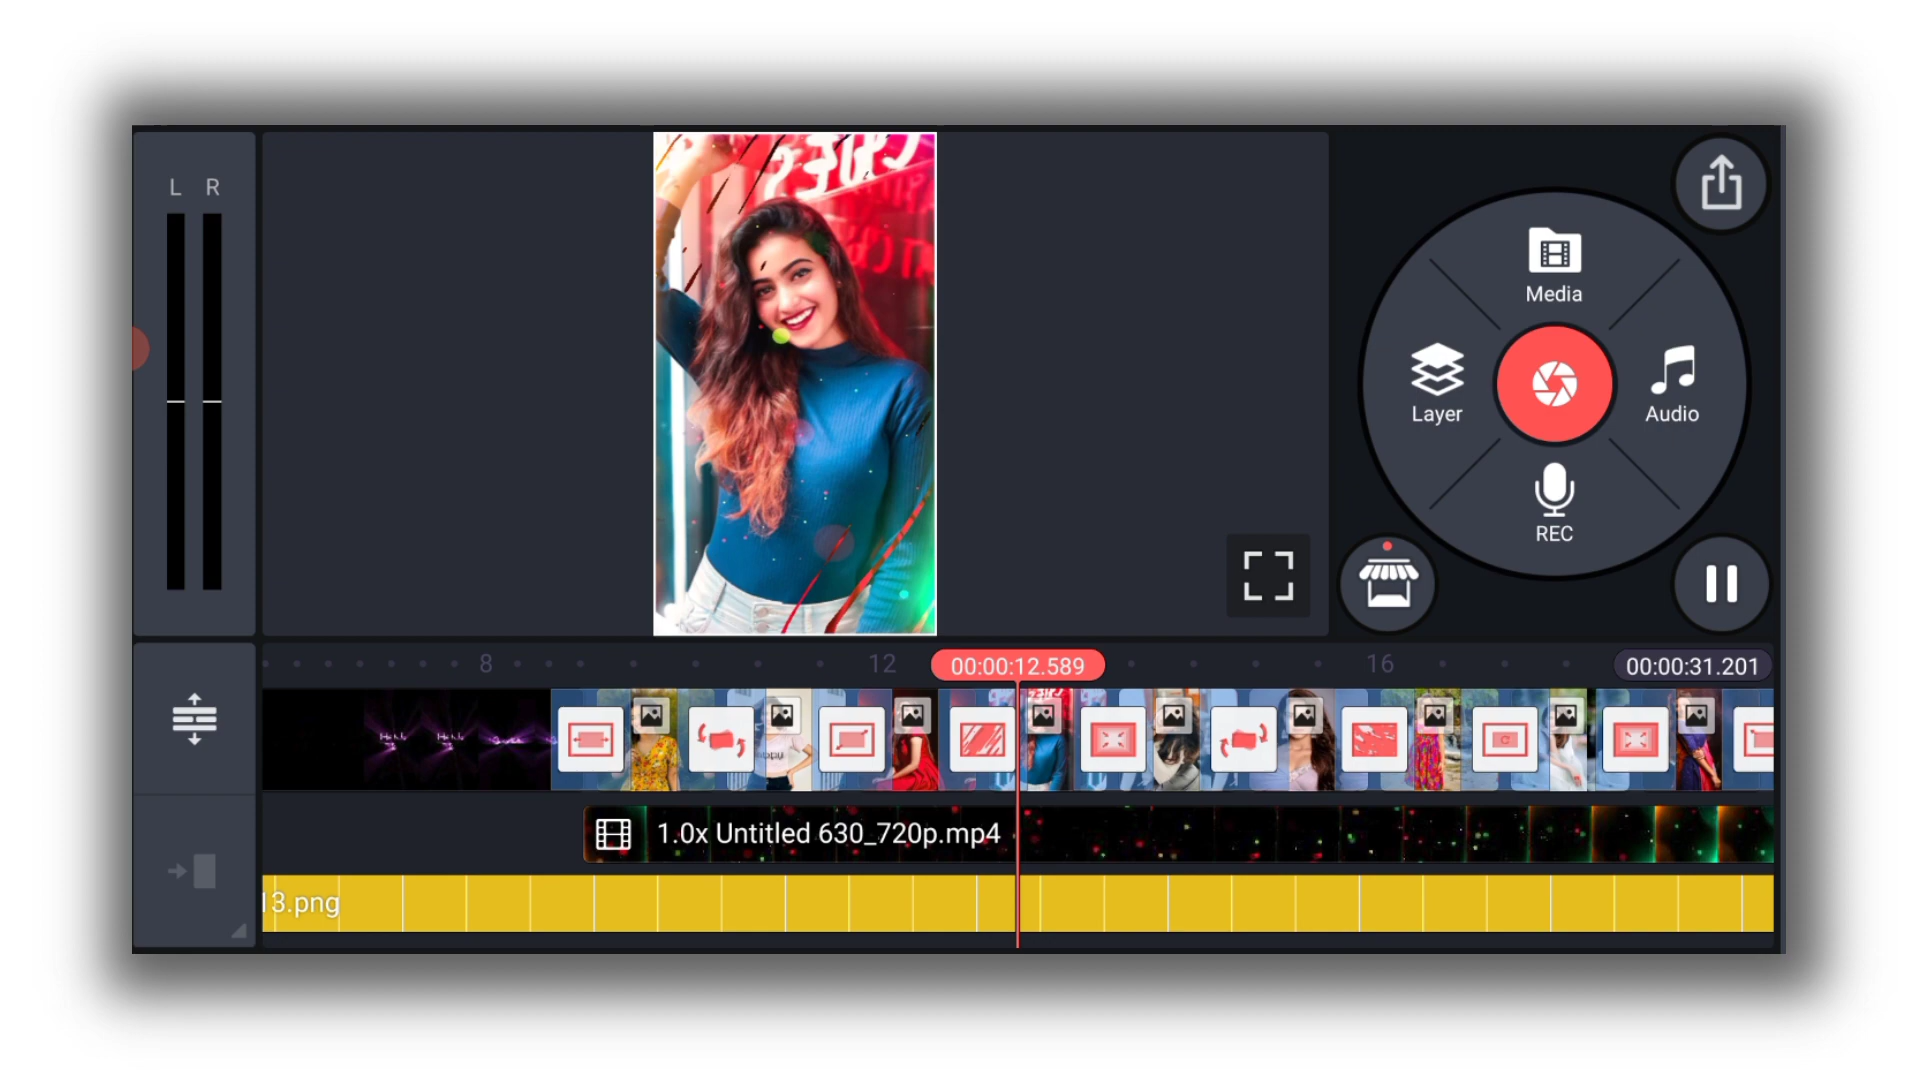 L R
Media
Layer
Audio
REC
8
12
00:00:12.589
16
00:00:31.201
1.0x Untitled 630_720p.mp4
13.png